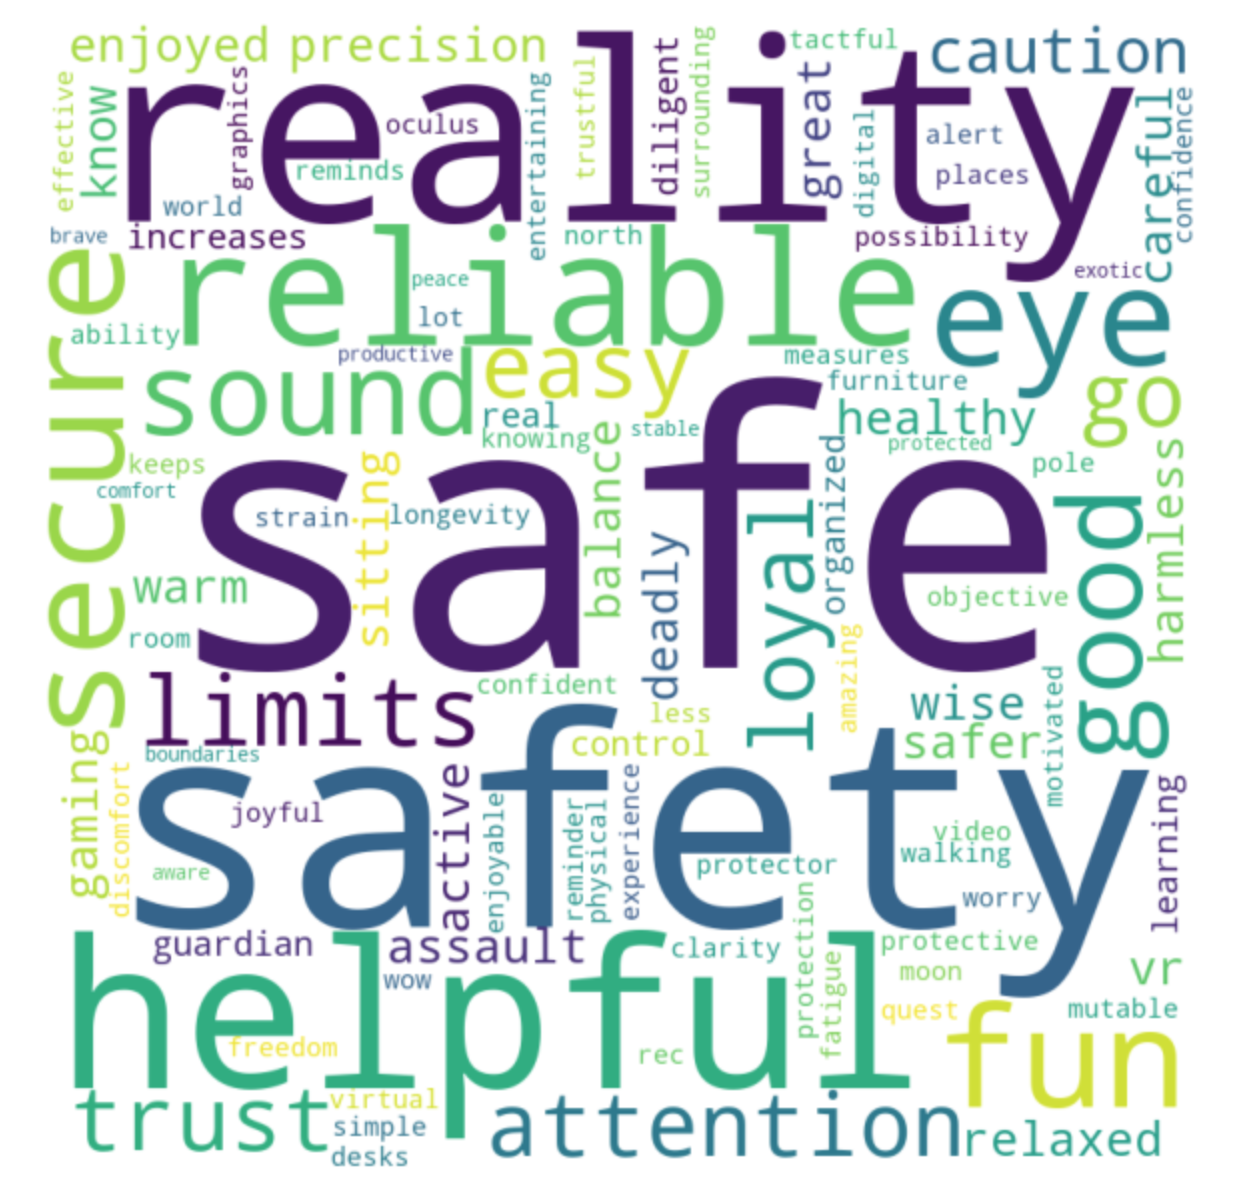 enjoyed
precision
reality
tactful
caution
effective
know
graphics
oculus
reminds
entertaining
trustful
diligent
surrounding
great
digital
alert
places
careful
confidence
world
brave
increases
north
possibility
exotic
secure
reliable
peace
lot
ability
productive
eye
sound
easy
measures
furniture
go
real
knowing
stable
healthy
protected
keeps
comfort
sitting
balance
organized
pole
harmless
safe
strain
longevity
deadly
loyal
good
warm
room
objective
amazing
limits
confident
less
control
wise
safer
motivated
boundaries
gaming
discomfort
safety
joyful
active
enjoyable
reminder
physical
experience
video
walking
learning
aware
protector
worry
guardian
assault
clarity
protection
protective
wow
moon
vr
helpful
fatigue
quest
mutable
freedom
rec
fun
trust
virtual
simple
desks
attention
relaxed